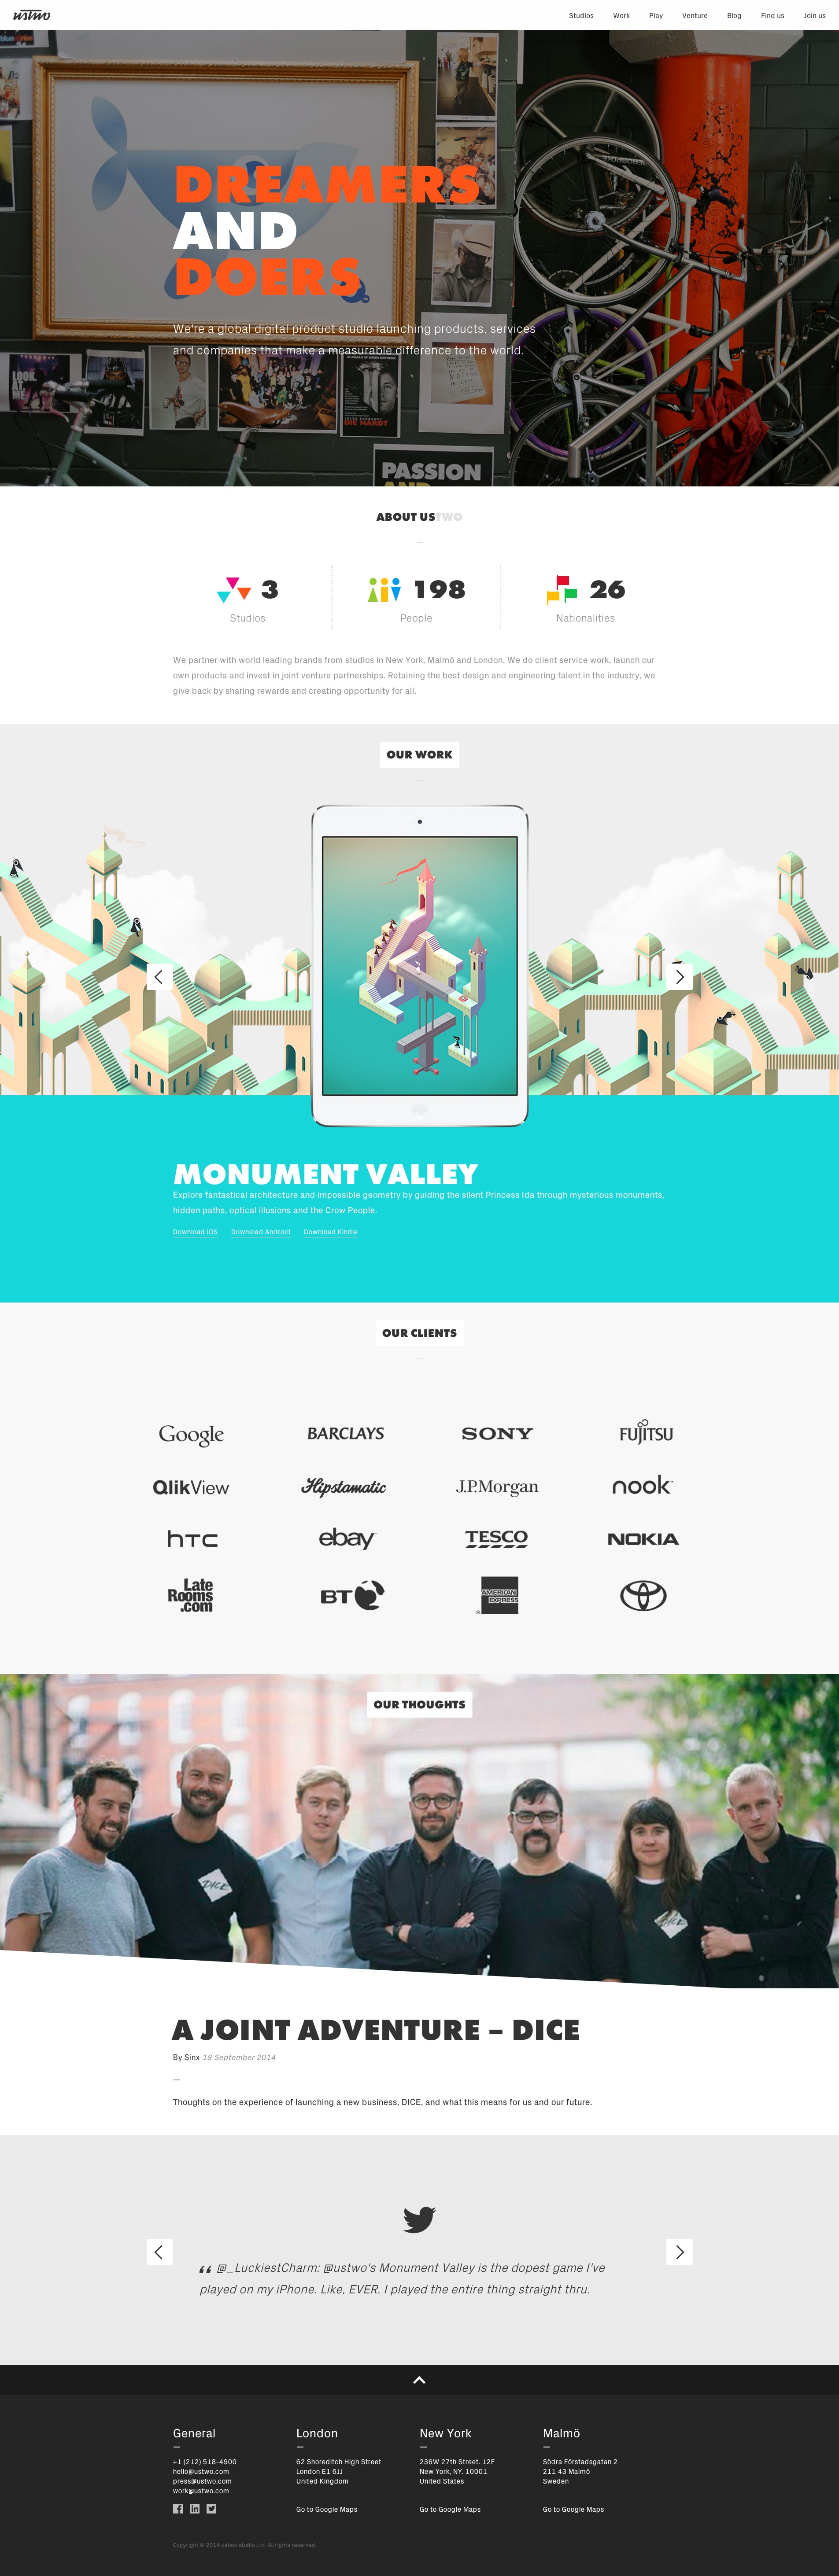 ustwo
Studios Work Play Venture Blog Find us Join us
DREAMERS
AND
DOERS
We're a global digital product studio launching products, services
and companies that make a measurable difference to the world.
LOOK
DIE HARDY
PASSION
AND
ABOUT USTWO
3 198 26
Studios People Nationalities
We partner with world leading brands from studios in New York, Malmö and London. We do client service work, launch our
own products and invest in joint venture partnerships. Retaining the best design and engineering talent in the industry, we
give back by sharing rewards and creating opportunity for all.
OUR WORK
MONUMENT VALLEY
Explore fantastical architecture and impossible geometry by guiding the silent Princess Ida through mysterious monuments,
hidden paths, optical illusions and the Crow People.
Download iOS Download Android Download Kindle
OUR CLIENTS
Google BARCLAYS SONY FUJITSU
QlikView Hipstamatic J.P.Morgan nook
hTC ebay TESCO NOKIA
Late
Rooms
.com
BT
AMERICAN
EXPRESS
OUR THOUGHTS
DICE
DICE
A JOINT ADVENTURE – DICE
By Sinx 18 September 2014
Thoughts on the experience of launching a new business, DICE, and what this means for us and our future.
“ @_LuckiestCharm: @ustwo's Monument Valley is the dopest game I've
played on my iPhone. Like, EVER. I played the entire thing straight thru.
General
+1 (212) 518-4900
hello@ustwo.com
press@ustwo.com
work@ustwo.com
London
62 Shoreditch High Street
London E1 6JJ
United Kingdom
Go to Google Maps
New York
236W 27th Street. 12F
New York, NY. 10001
United States
Go to Google Maps
Malmö
Södra Förstadsgatan 2
211 43 Malmö
Sweden
Go to Google Maps
Copyright © 2014 ustwo studio Ltd. All rights reserved.